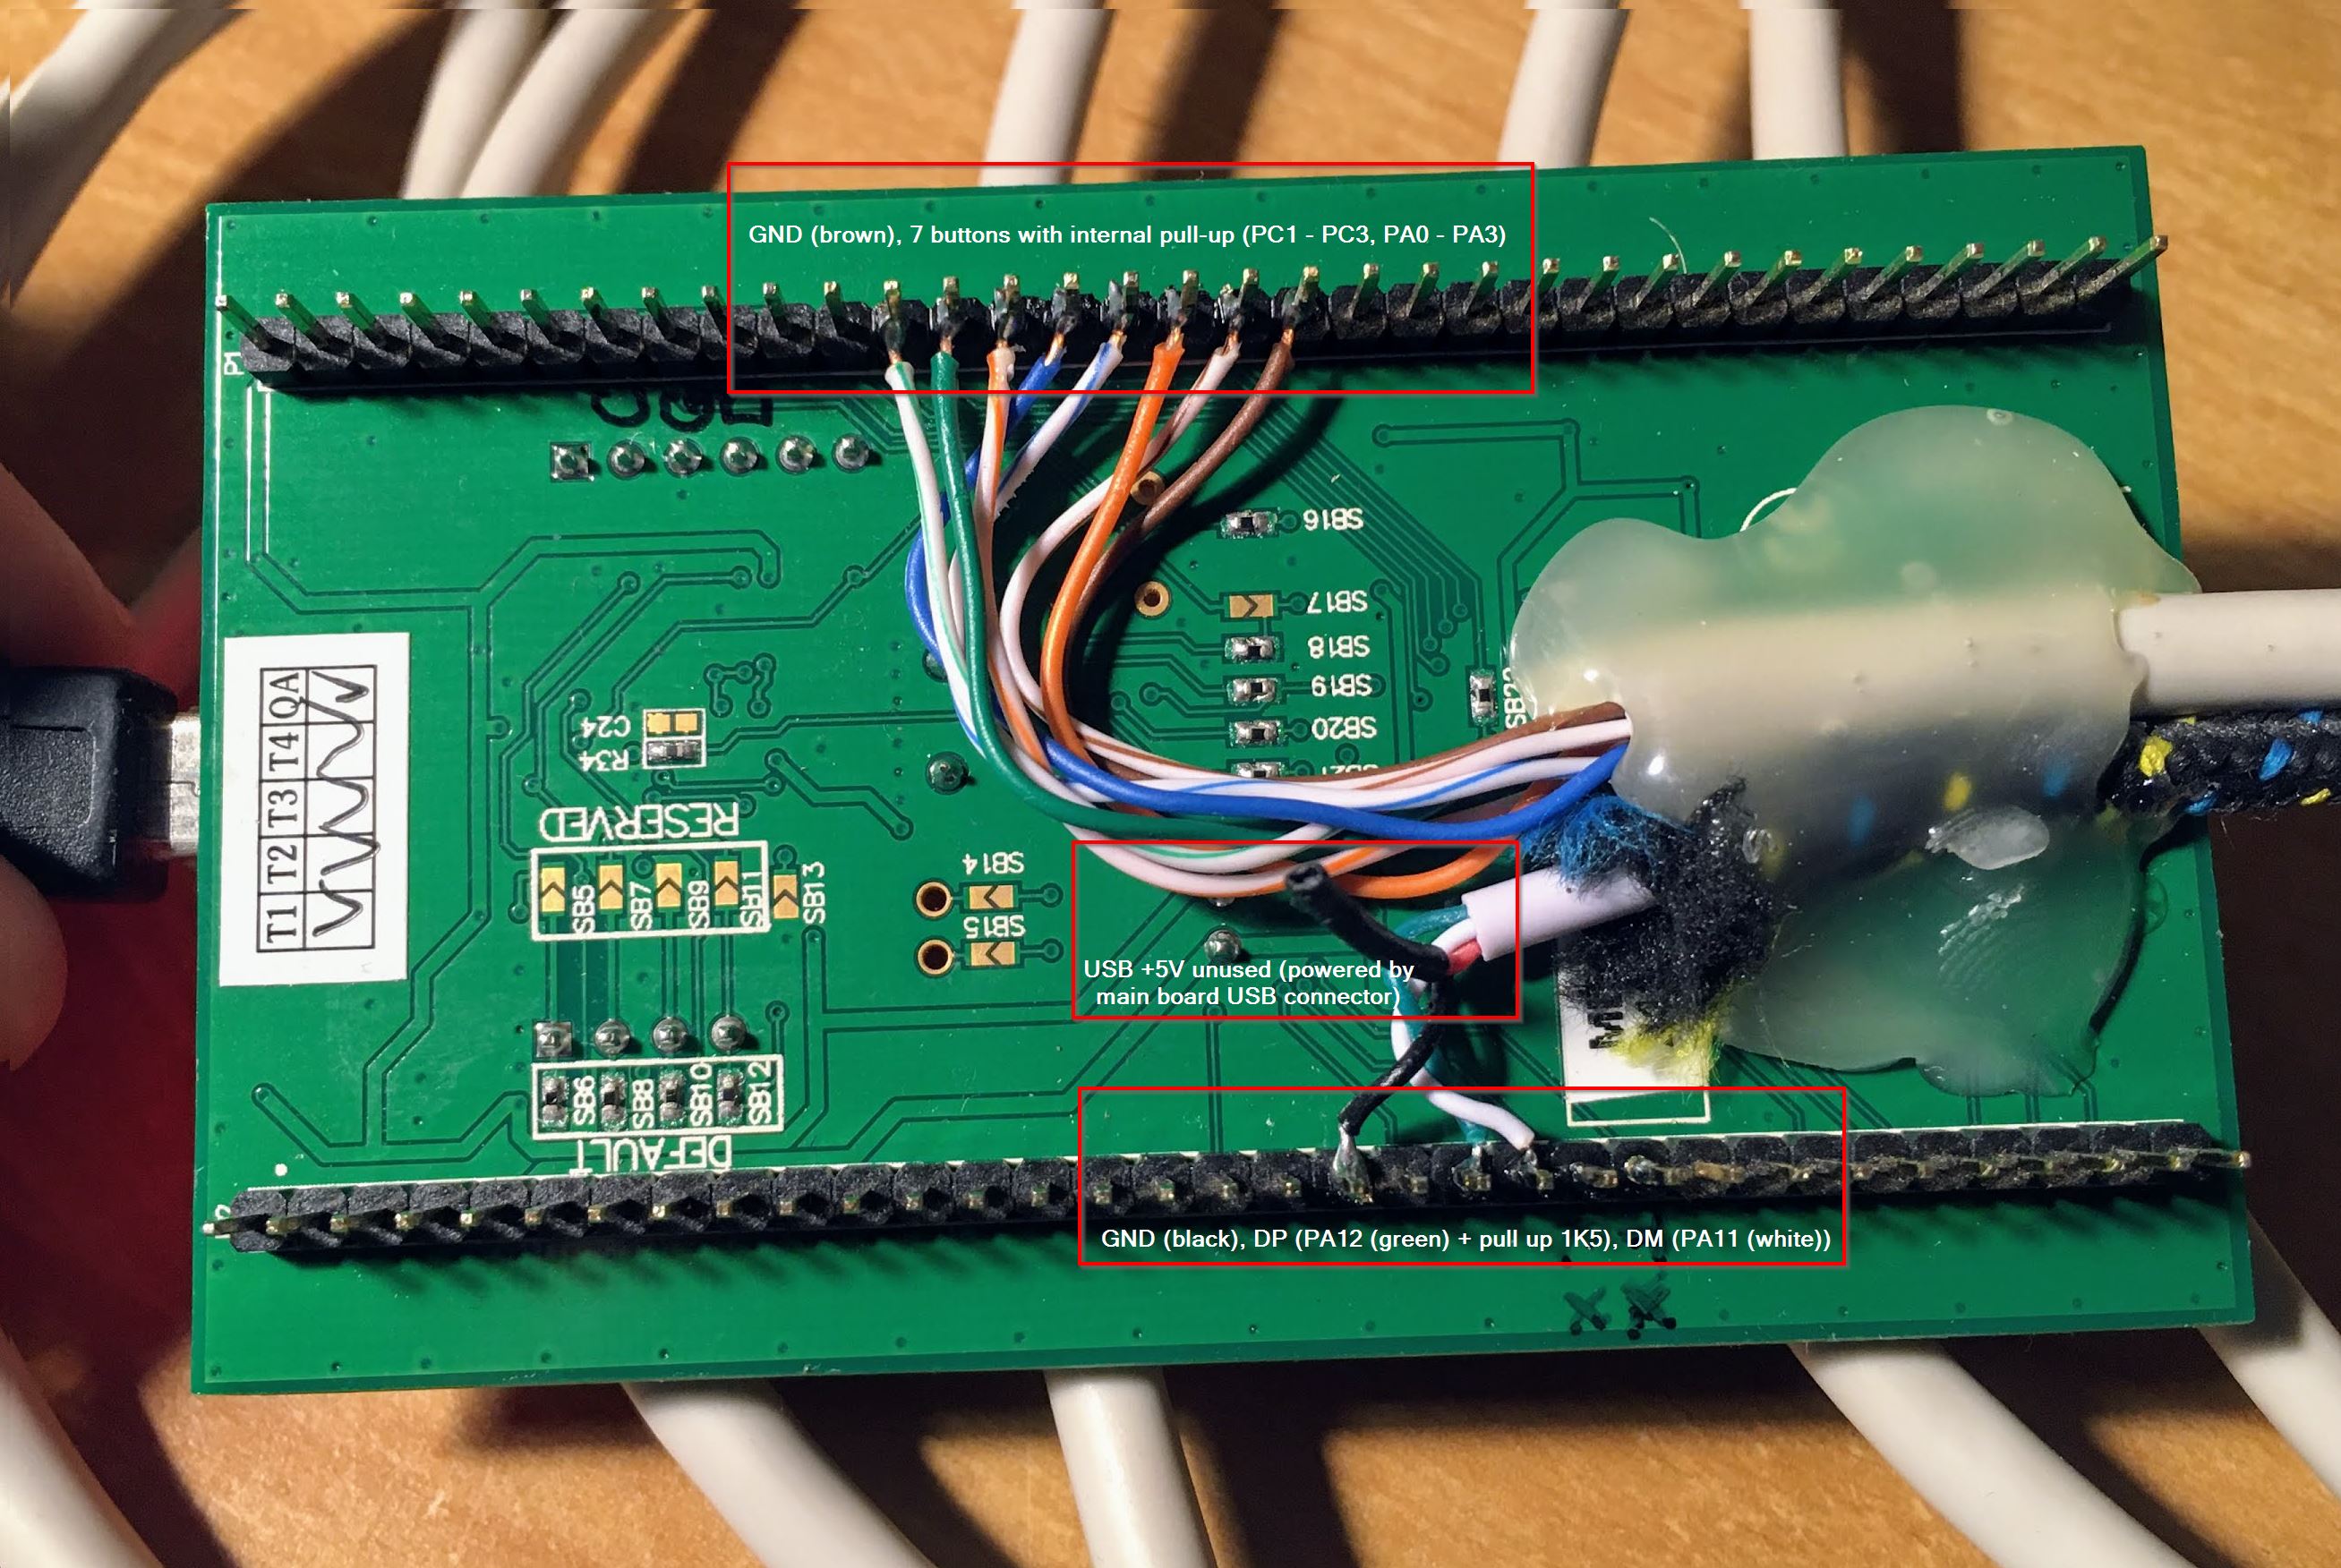 GND (brown), 7 buttons with internal pull-up (PC1 - PC3, PA0 - PA3)
P1
SB16
SB17
SB18
SB19
SB20
C24
R34
T1 T2 T3 T4 QA
RESERVED
SB5
SB7
SB9
SB11
SB13
SB14
SB15
USB +5V unused (powered by
main board USB connector)
SB6
SB8
SB10
SB12
DEFAULT
GND (black), DP (PA12 (green) + pull up 1K5), DM (PA11 (white))